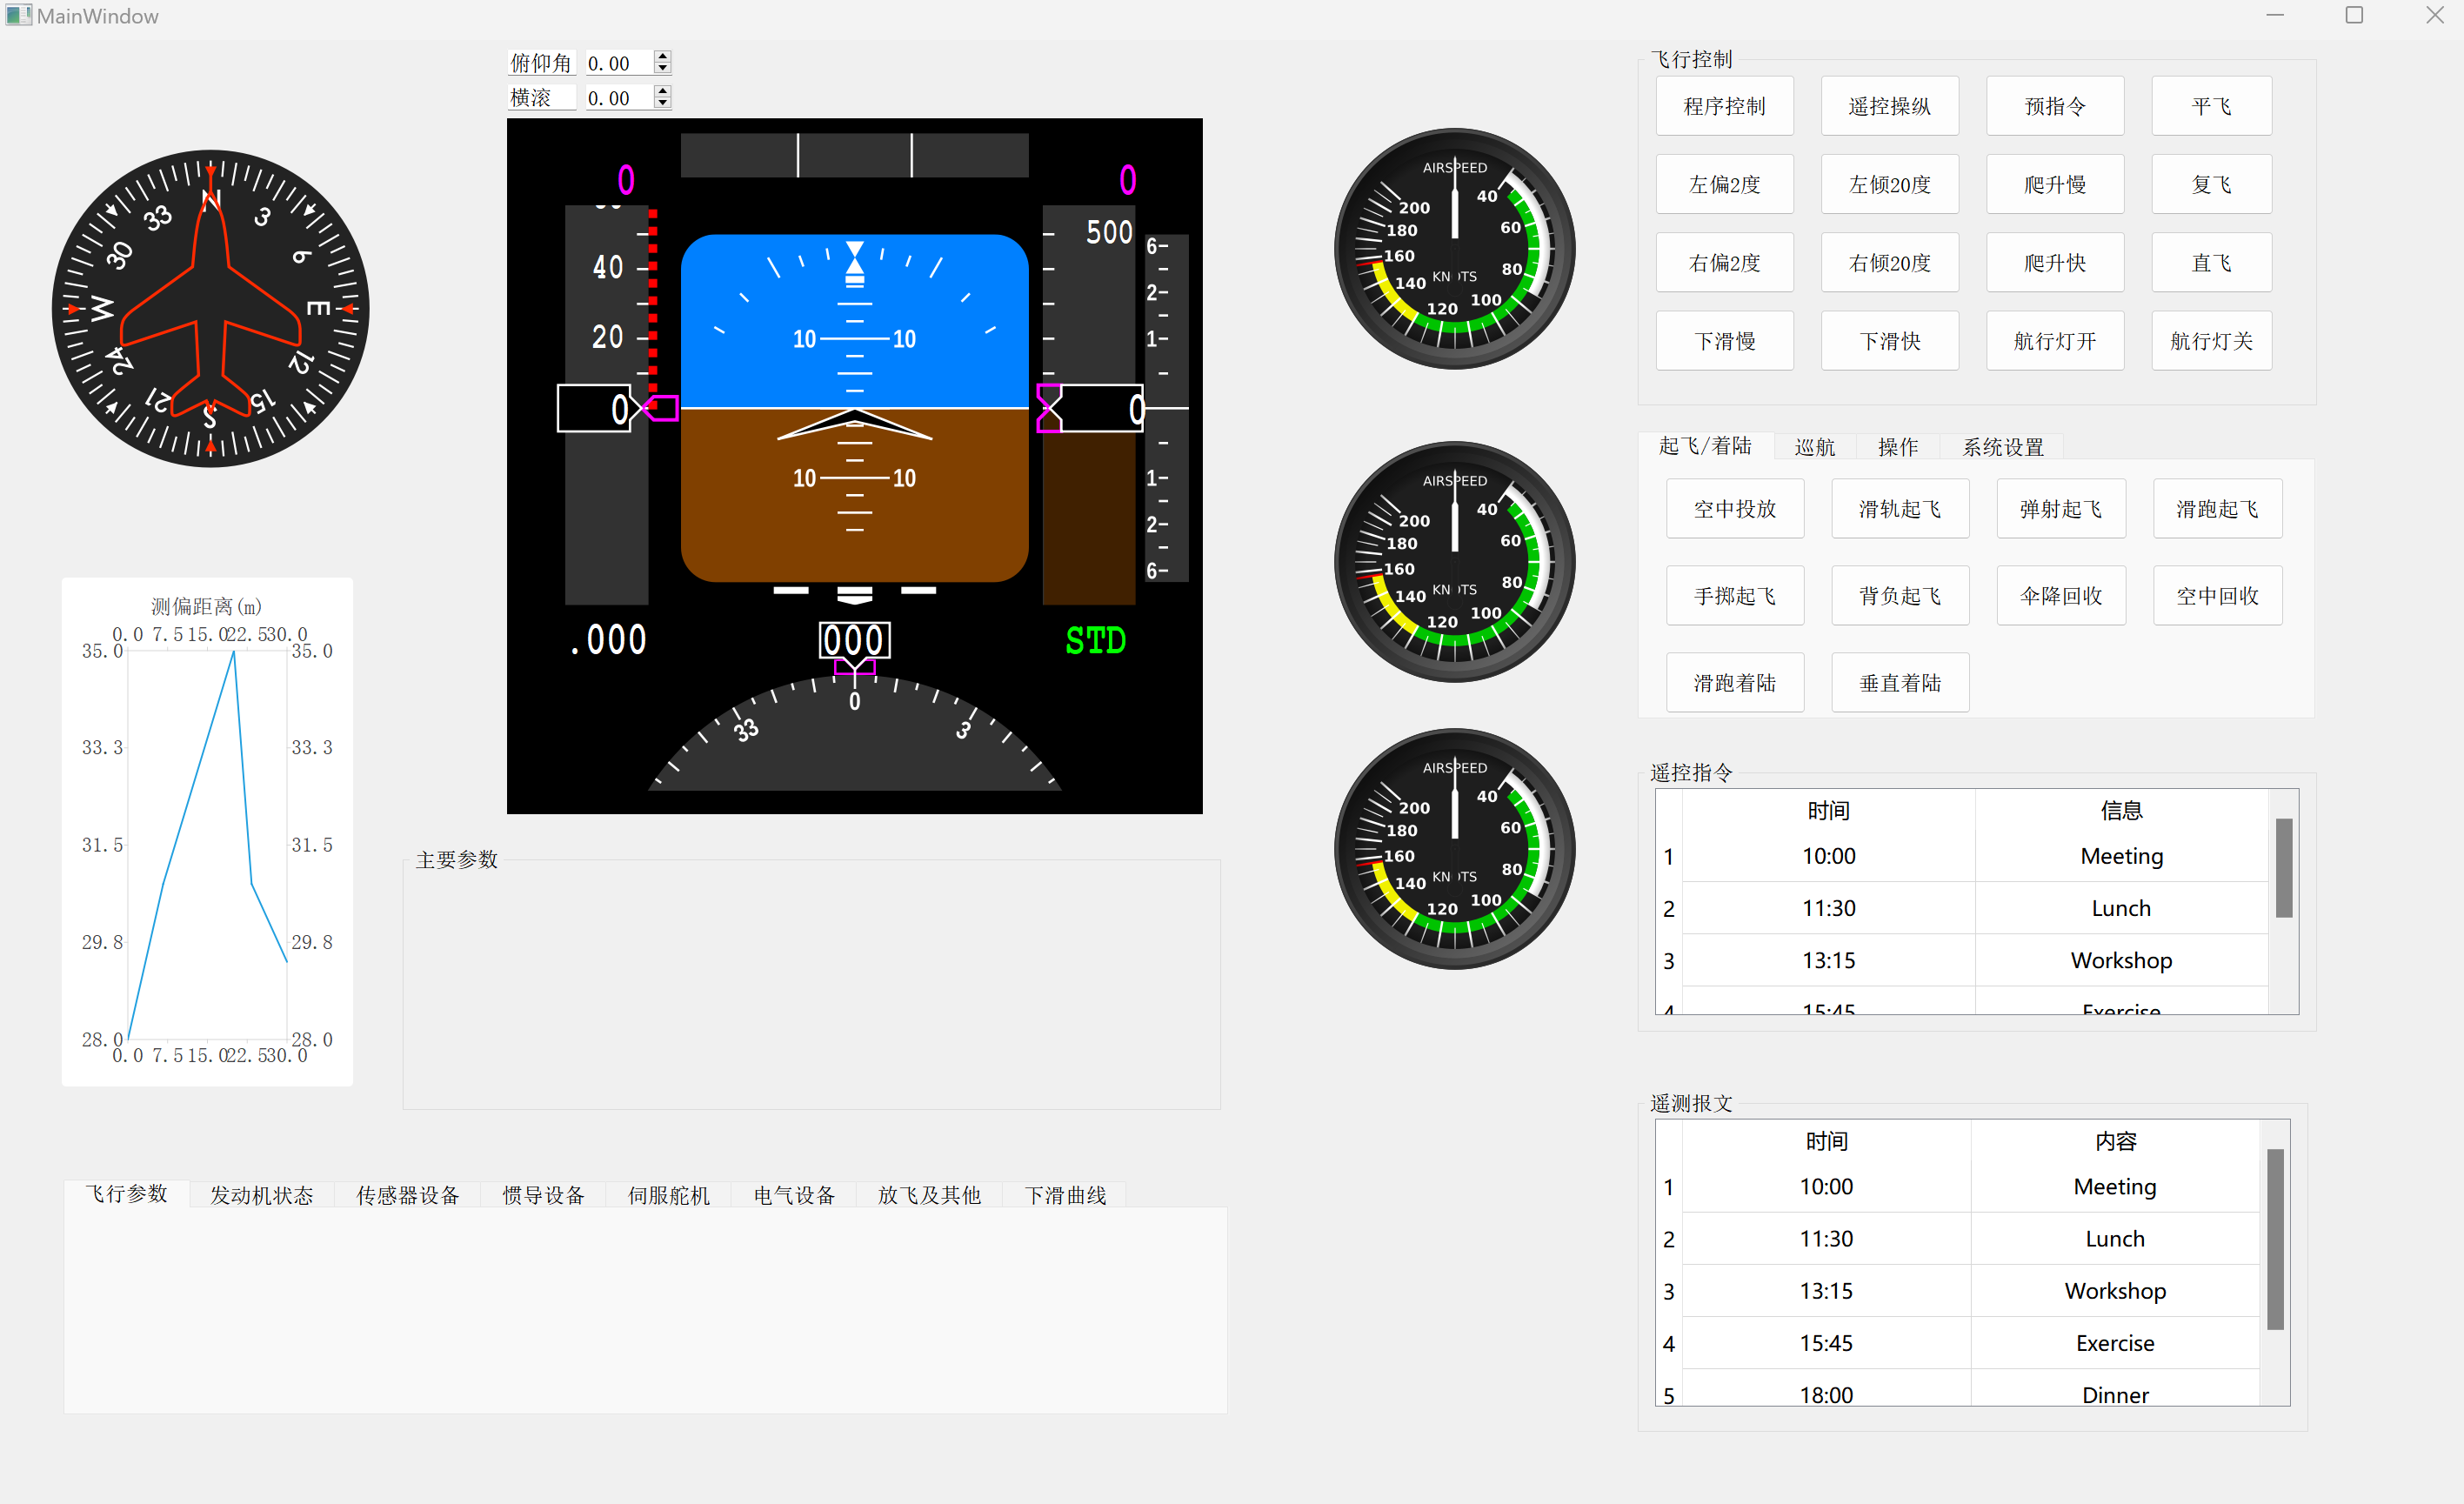 MainWindow
俯仰角 0.00
横滚 0.00
N 3 6 E 12 15 S 21 24 W 30 33
0 0
40
20
0
500
0
6
2
1
1
2
6
10 10
10 10
.000 000 STD
33 0 3
测偏距离(m)
0.0 7.5 15.0 22.5 30.0
35.0 35.0
33.3 33.3
31.5 31.5
29.8 29.8
28.0 28.0
0.0 7.5 15.0 22.5 30.0
主要参数
飞行参数 发动机状态 传感器设备 惯导设备 伺服舵机 电气设备 放飞及其他 下滑曲线
AIRSPEED
KNOTS
40 60 80 100 120 140 160 180 200
AIRSPEED
KNOTS
40 60 80 100 120 140 160 180 200
AIRSPEED
KNOTS
40 60 80 100 120 140 160 180 200
飞行控制
程序控制 遥控操纵 预指令 平飞
左偏2度 左倾20度 爬升慢 复飞
右偏2度 右倾20度 爬升快 直飞
下滑慢 下滑快 航行灯开 航行灯关
起飞/着陆 巡航 操作 系统设置
空中投放 滑轨起飞 弹射起飞 滑跑起飞
手掷起飞 背负起飞 伞降回收 空中回收
滑跑着陆 垂直着陆
遥控指令
时间 信息
1 10:00 Meeting
2 11:30 Lunch
3 13:15 Workshop
4 15:45 Exercise
遥测报文
时间 内容
1 10:00 Meeting
2 11:30 Lunch
3 13:15 Workshop
4 15:45 Exercise
5 18:00 Dinner